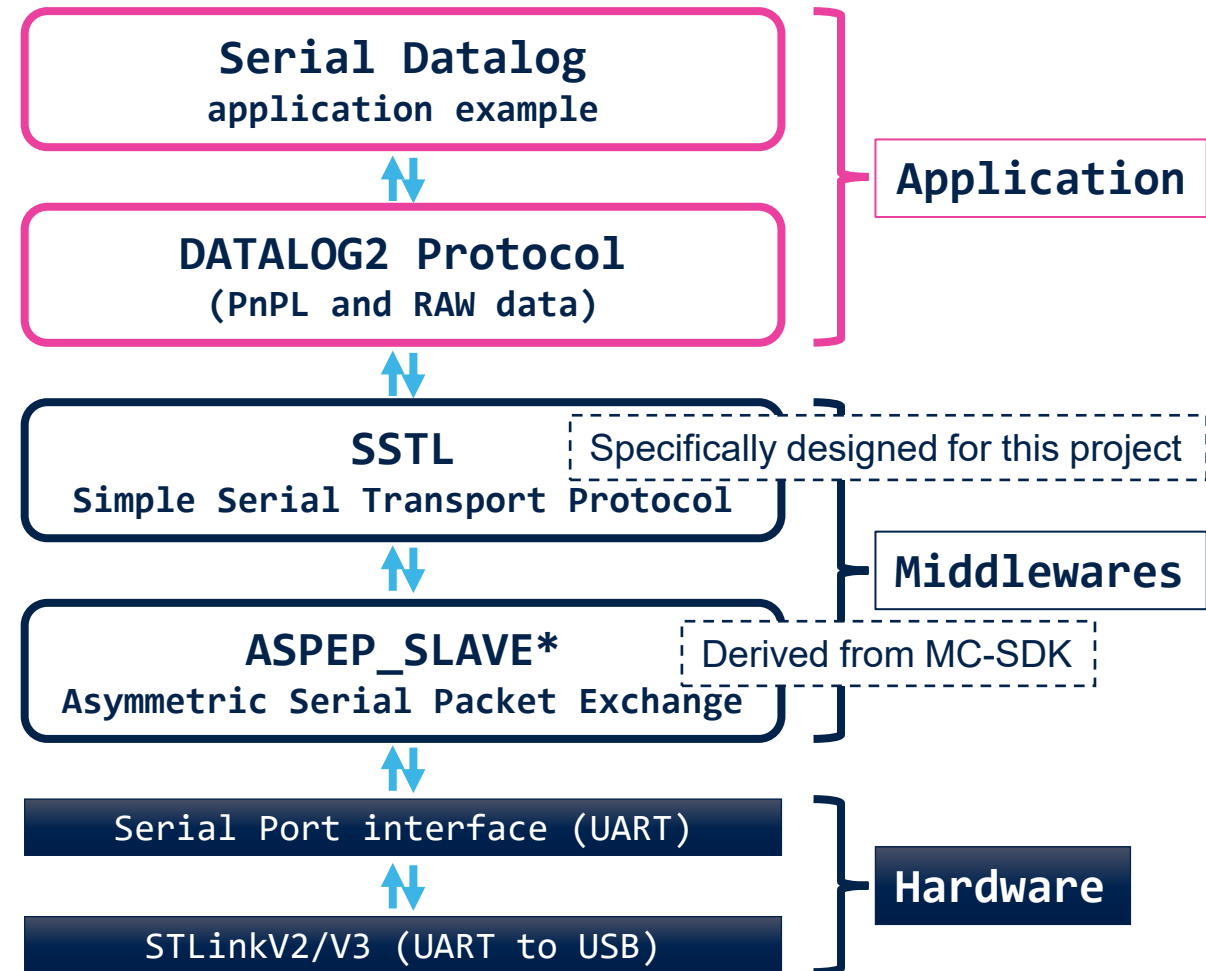 Serial Datalog
application example
Application
DATALOG2 Protocol
(PnPL and RAW data)
SSTL
Specifically designed for this project
Simple Serial Transport Protocol
Middlewares
ASPEP_SLAVE*
Derived from MC-SDK
Asymmetric Serial Packet Exchange
Serial Port interface (UART)
Hardware
STLinkV2/V3 (UART to USB)